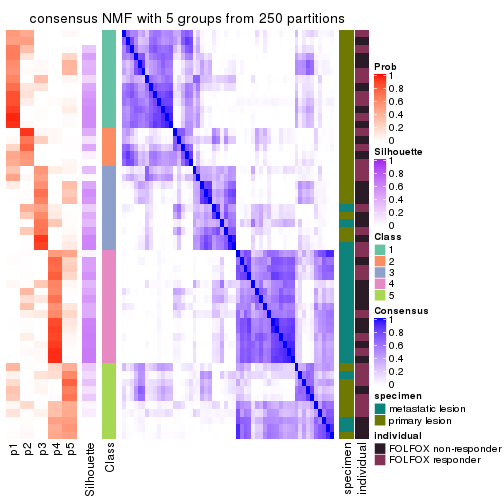 consensus NMF with 5 groups from 250 partitions
Prob
1
0.8
0.6
0.4
0.2
0
Silhouette
1
0.8
0.6
0.4
0.2
0
Class
1
2
3
4
5
Consensus
1
0.8
0.6
0.4
0.2
0
specimen
metastatic lesion
primary lesion
individual
FOLFOX non-responder
FOLFOX responder
p1
p2
p3
p4
p5
Silhouette
Class
specimen
individual